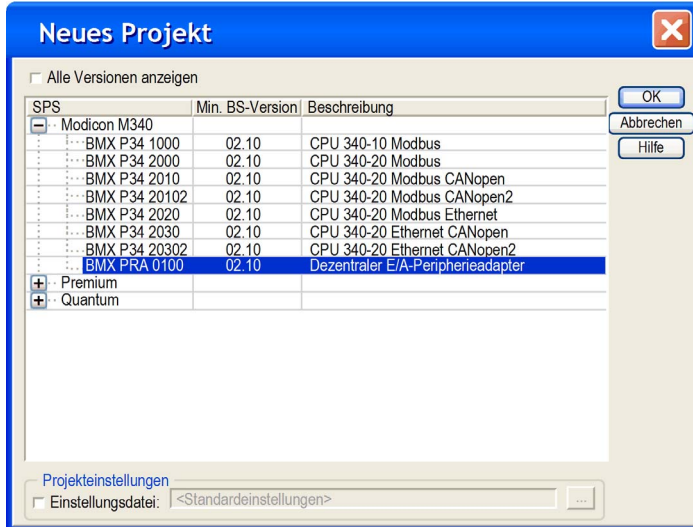 Neues Projekt
Alle Versionen anzeigen
SPS Min. BS-Version Beschreibung
Modicon M340
BMX P34 1000 02.10 CPU 340-10 Modbus
BMX P34 2000 02.10 CPU 340-20 Modbus
BMX P34 2010 02.10 CPU 340-20 Modbus CANopen
BMX P34 20102 02.10 CPU 340-20 Modbus CANopen2
BMX P34 2020 02.10 CPU 340-20 Modbus Ethernet
BMX P34 2030 02.10 CPU 340-20 Ethernet CANopen
BMX P34 20302 02.10 CPU 340-20 Ethernet CANopen2
BMX PRA 0100 02.10 Dezentraler E/A-Peripherieadapter
Premium
Quantum
OK
Abbrechen
Hilfe
Projekteinstellungen
Einstellungsdatei: <Standardeinstellungen> ...